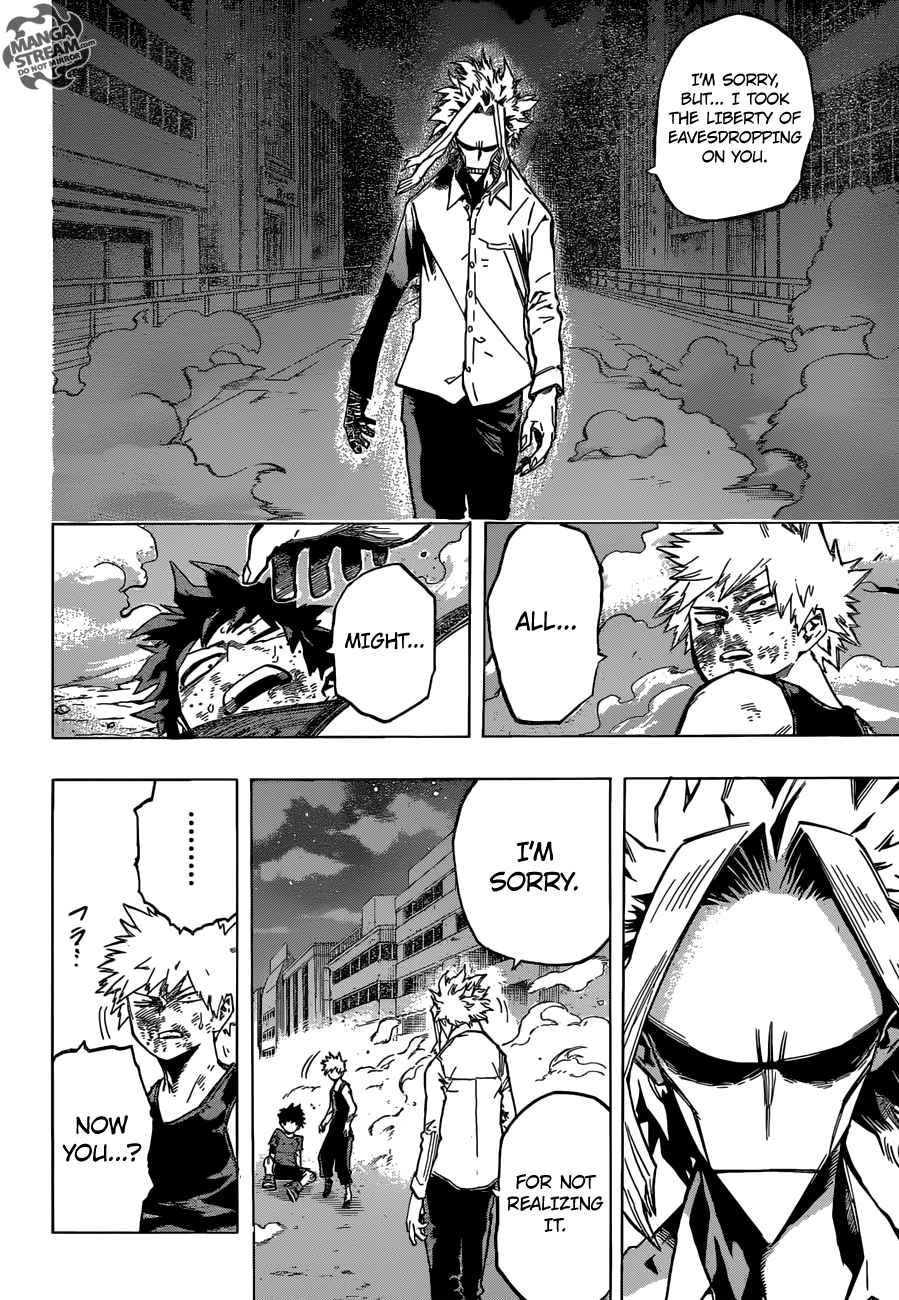 MANGA
STREAM.com
DO NOT MIRROR
I'M SORRY,
BUT... I TOOK
THE LIBERTY OF
EAVESDROPPING
ON YOU.
ALL...
MIGHT...
I'M
SORRY.
FOR NOT
REALIZING
IT.
.........
NOW
YOU...?